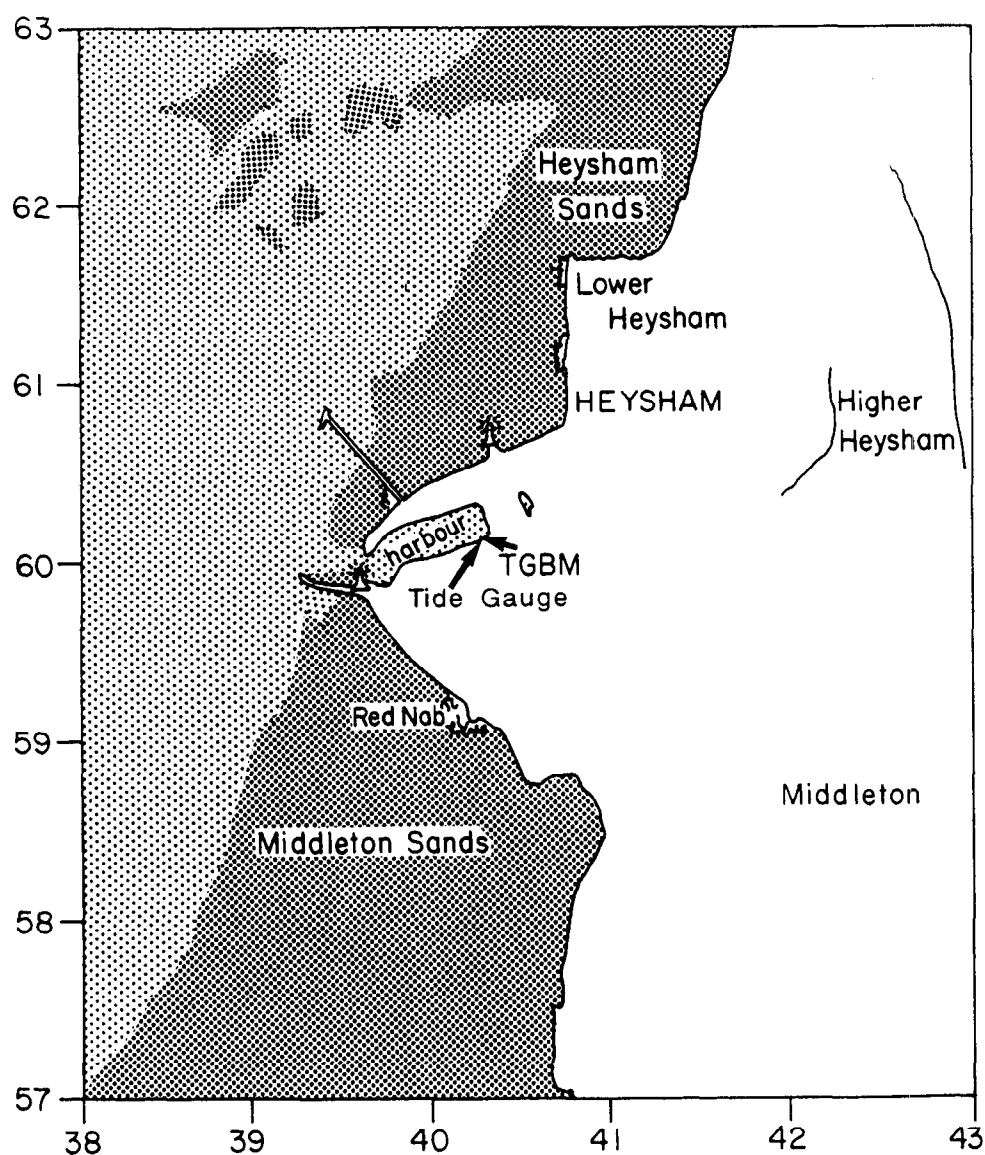 63
Heysham
Sands
62
Lower
Heysham
61
HEYSHAM
Higher
Heysham
harbour
60
TGBM
Tide Gauge
Red Nab
59
Middleton
Middleton Sands
58
57
38 39 40 41 42 43